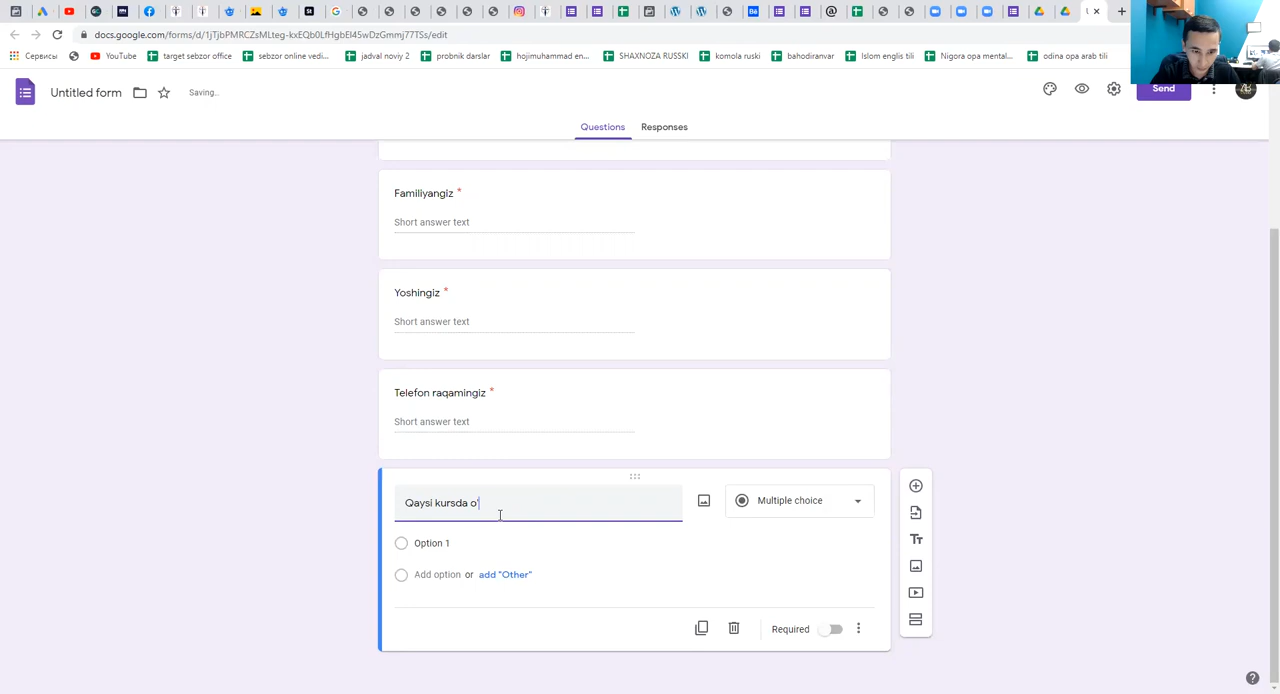 docs.google.com/forms/d/1jTjbPMRCZsMLteg-kxEQb0LfHgbEl45wDzGmmj77TSs/edit
Сервисы
YouTube
target sebzor office
sebzor online vedi...
jadval noviy 2
probnik darslar
hojimuhammad en...
SHAXNOZA RUSSKI
komola ruski
bahodiranvar
Islom englis tili
Nigora opa mental...
odina opa arab tili
Untitled form
Saving...
Send
Questions
Responses
Familiyangiz *
Short answer text
Yoshingiz *
Short answer text
Telefon raqamingiz *
Short answer text
Qaysi kursda o'
Multiple choice
Option 1
Add option or add "Other"
Required